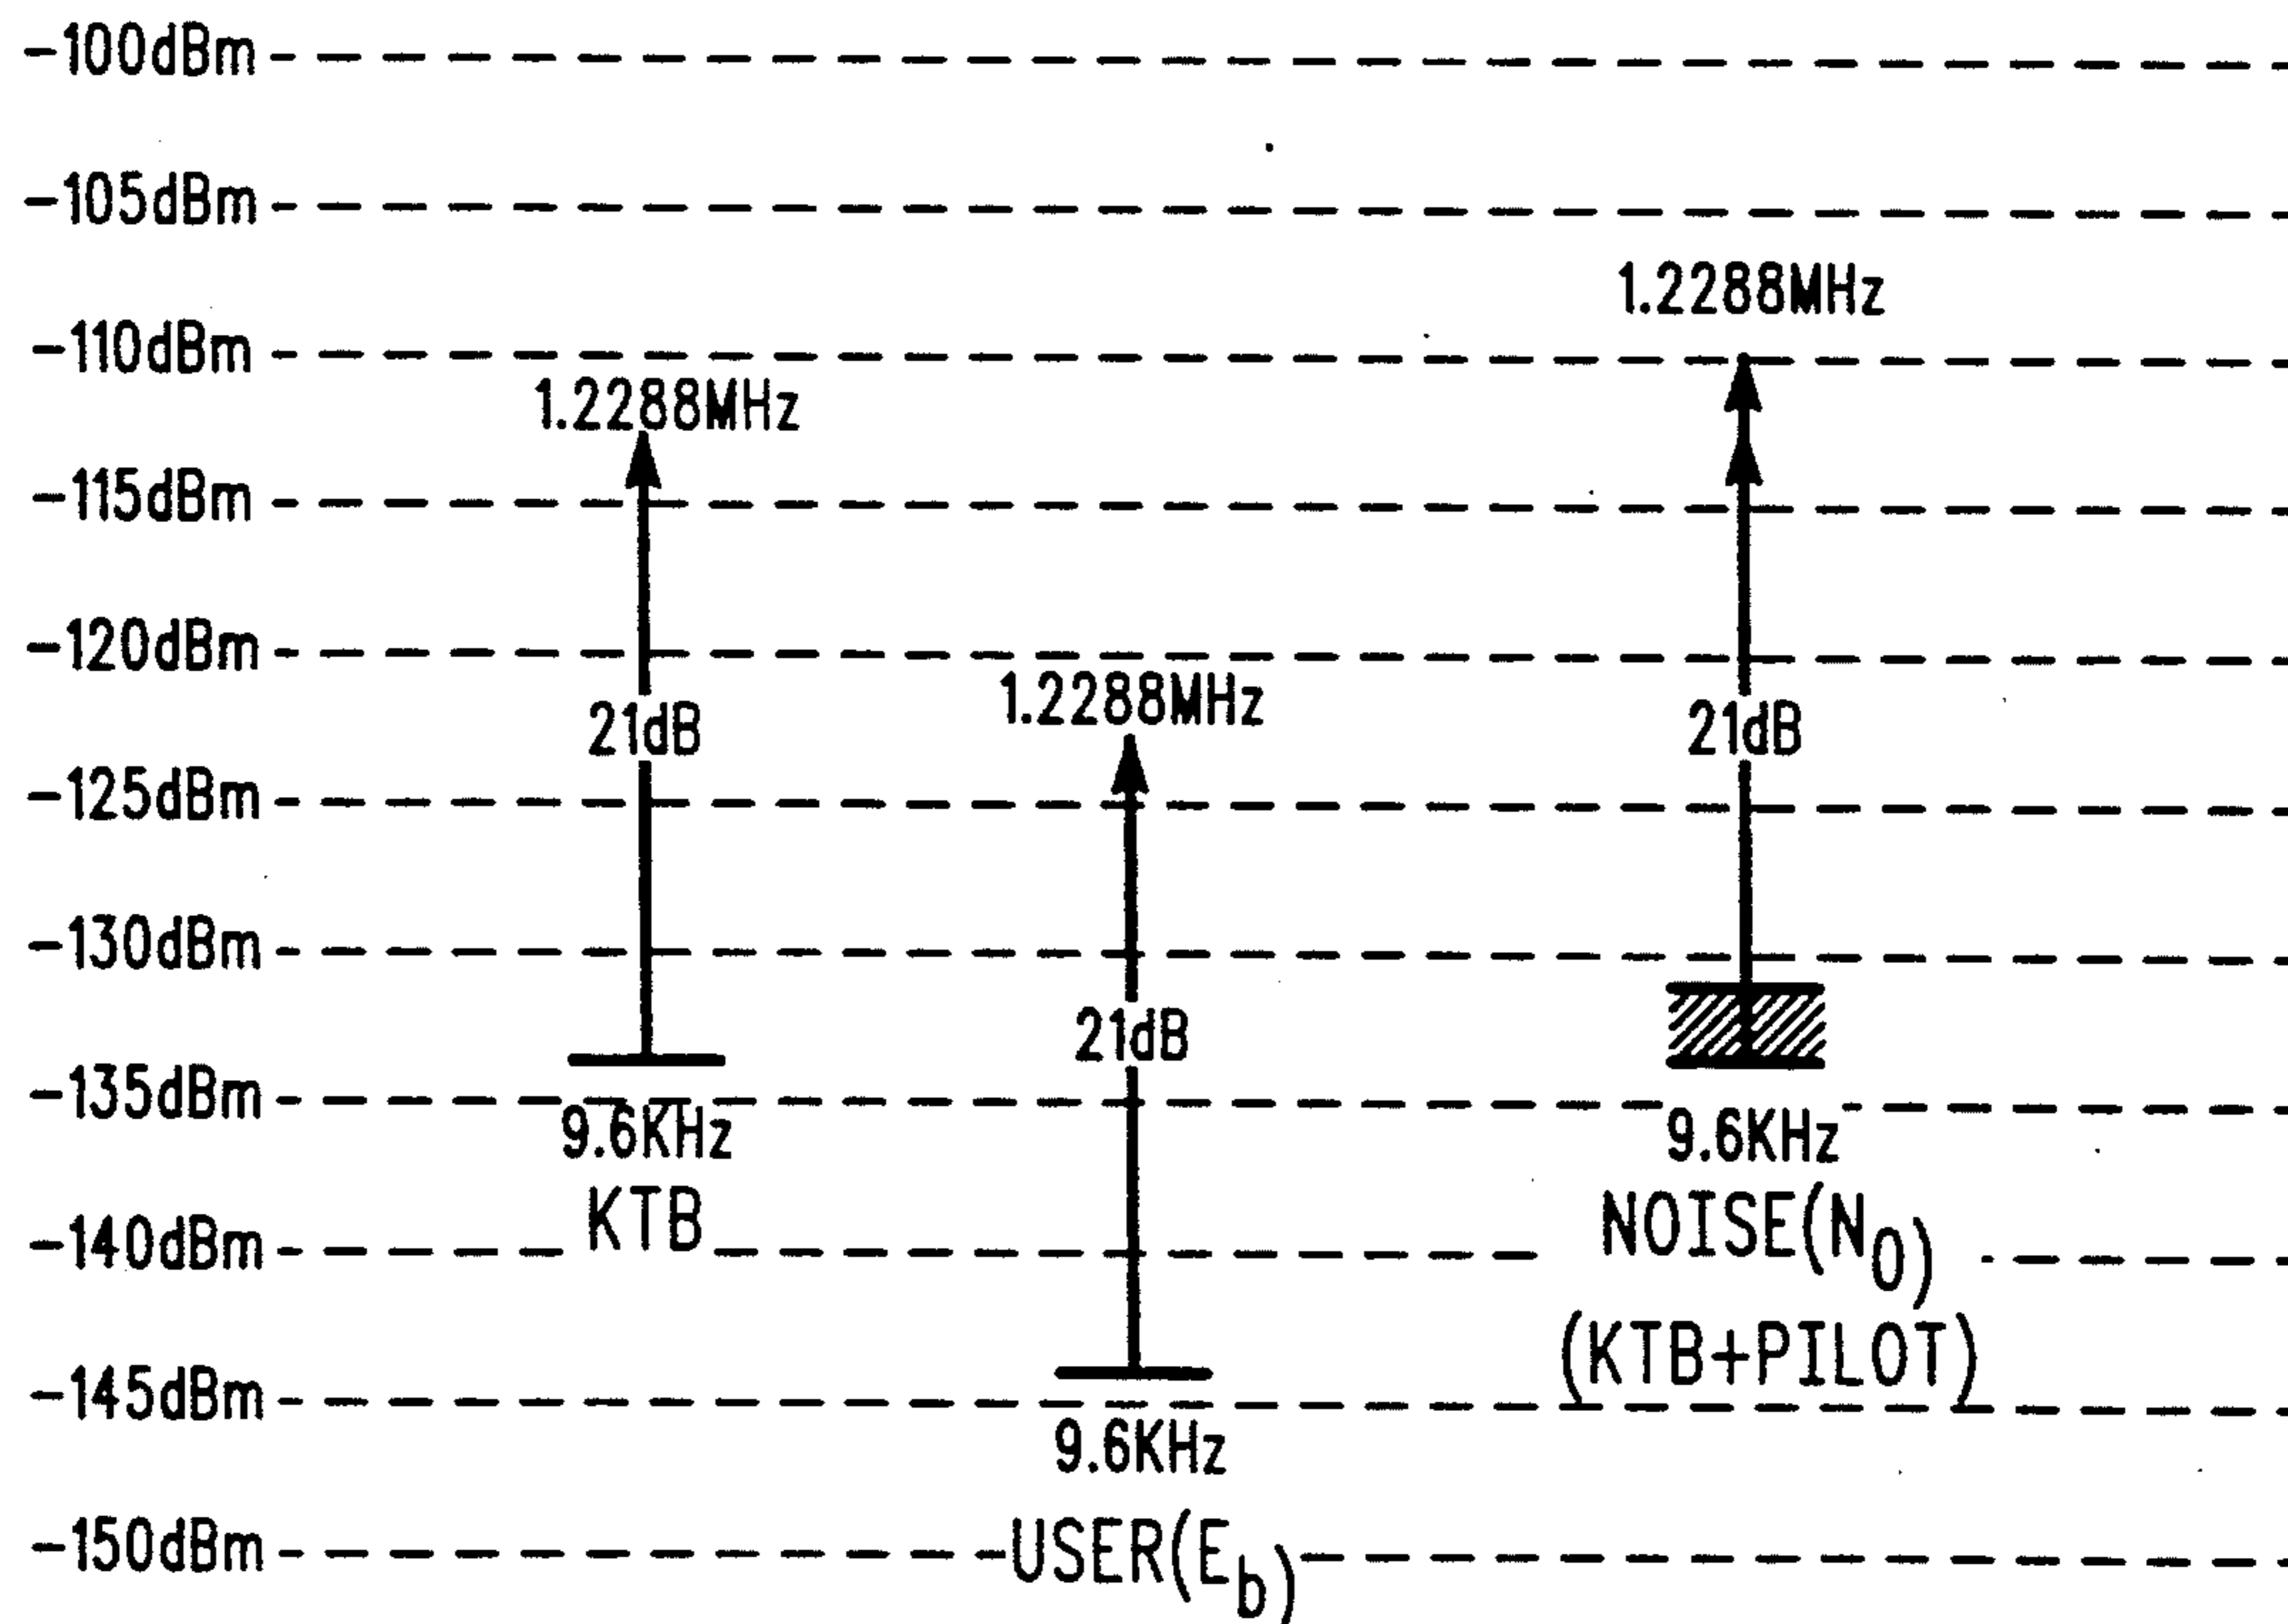 -100dBm
-105dBm
1.2288MHz
-110dBm
1.2288MHz
-115dBm
-120dBm
1.2288MHz
21dB
21dB
-125dBm
-130dBm
21dB
-135dBm
9.6KHz
9.6KHz
KTB
NOISE(N0)
-140dBm
(KTB+PILOT)
-145dBm
9.6KHz
-150dBm
USER(Eb)